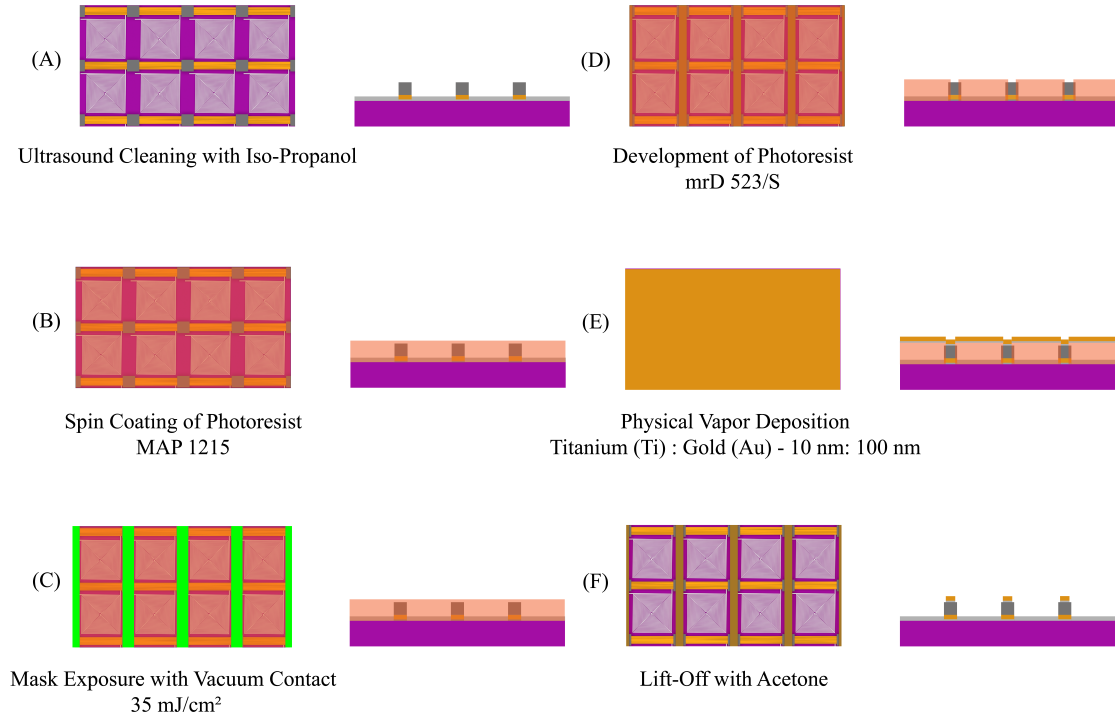 (A)
Ultrasound Cleaning with Iso-Propanol
(B)
Spin Coating of Photoresist
MAP 1215
(C)
Mask Exposure with Vacuum Contact
35 mJ/cm²
(D)
Development of Photoresist
mrD 523/S
(E)
Physical Vapor Deposition
Titanium (Ti) : Gold (Au) - 10 nm: 100 nm
(F)
Lift-Off with Acetone